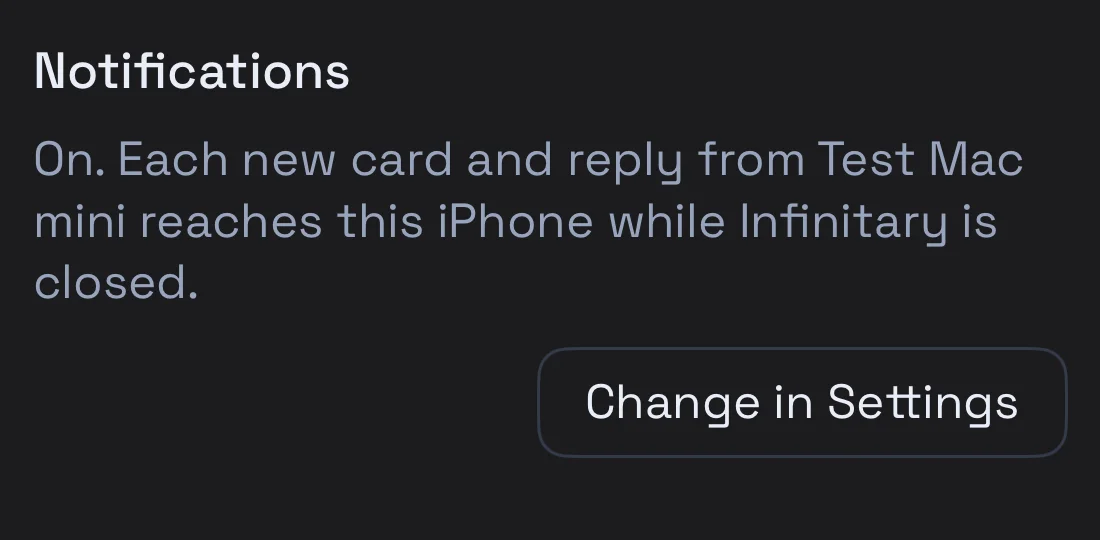 Notifications
On. Each new card and reply from Test Mac
mini reaches this iPhone while Infinitary is
closed.
Change in Settings